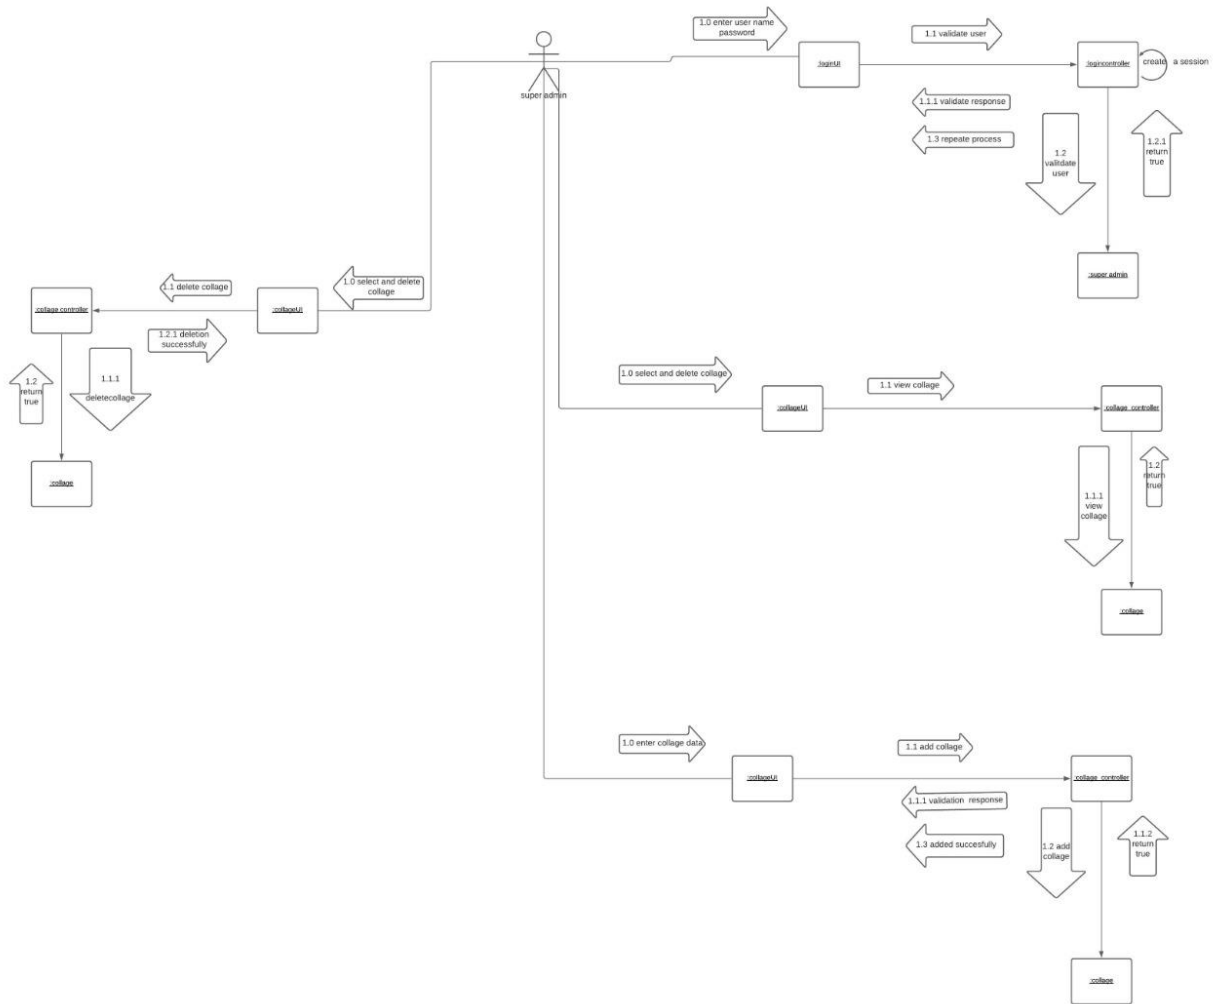 1.0 enter user name
password
1.1 validate user
:loginUI
:logincontroller
create a session
super admin
1.1.1 validate response
1.3 repeate process
1.2
valitdate
user
1.2.1
return
true
:super admin
1.1 delete collage
1.0 select and delete
collage
:collage controller
:collageUI
1.2.1 deletion
successfully
1.2
return
true
1.1.1
deletecollage
:collage
1.0 select and delete collage
1.1 view collage
:collageUI
:collage controller
1.1.1
view
collage
1.2
return
true
:collage
1.0 enter collage data
1.1 add collage
:collageUI
:collage controller
1.1.1 validation response
1.3 added succesfully
1.2 add
collage
1.1.2
return
true
:collage